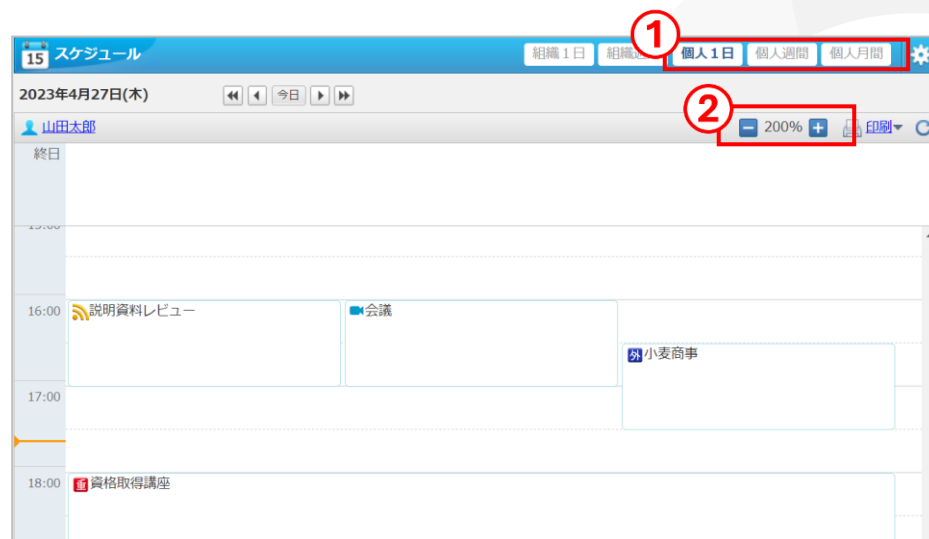 ①
15 スケジュール 組織1日 組織週 個人1日 個人週間 個人月間
2023年4月27日(木) 今日
②
山田太郎 200% 印刷
終日
16:00 説明資料レビュー 会議
外 小麦商事
17:00
18:00 重 資格取得講座